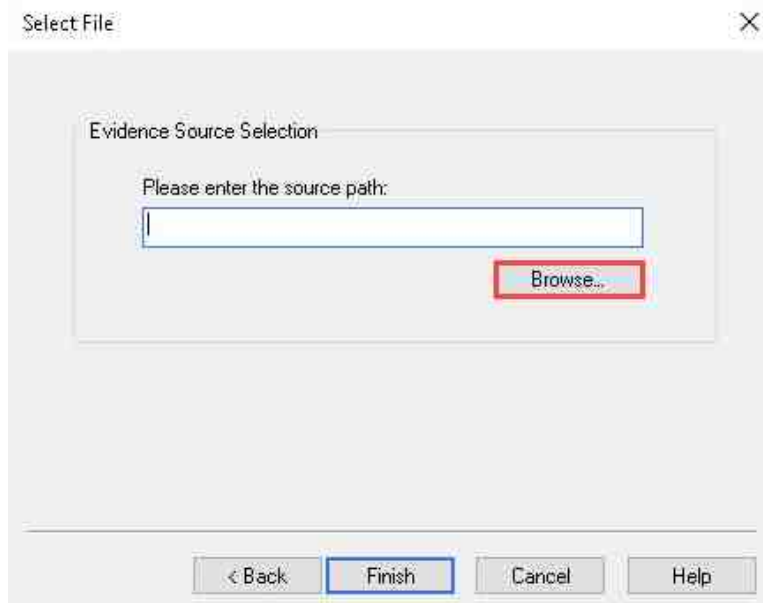 Select File
Evidence Source Selection
Please enter the source path:
Browse...
< Back Finish Cancel Help